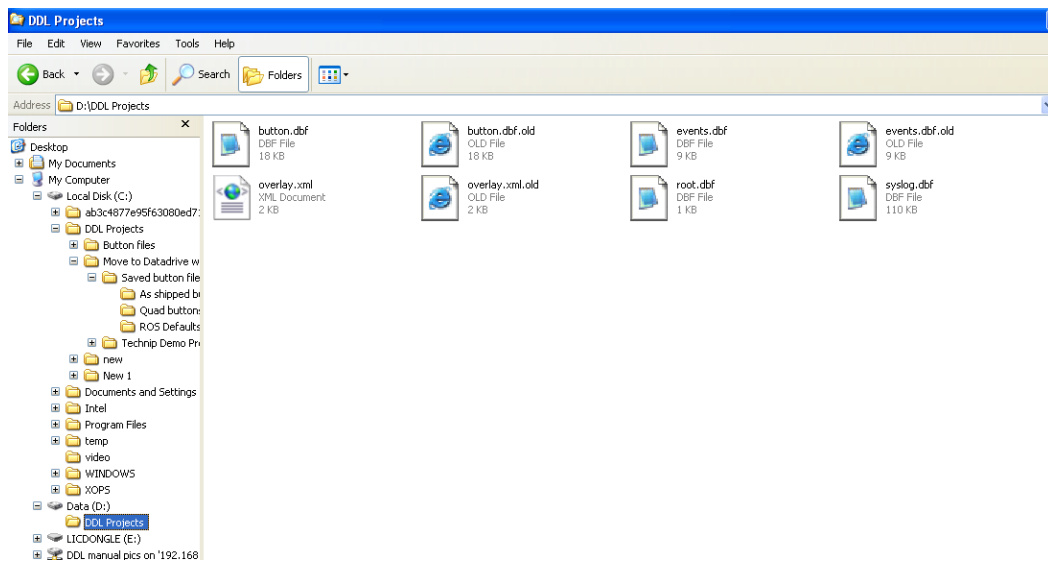 DDL Projects
File Edit View Favorites Tools Help
Back Search Folders
Address D:\DDL Projects
Folders x
Desktop
My Documents
My Computer
Local Disk (C:)
ab3c4877e95f63080ed7
DDL Projects
Button files
Move to Datadrive w
Saved button file
As shipped b
Quad button
ROS Defaults
Technip Demo Pr
new
New 1
Documents and Settings
Intel
Program Files
temp
video
WINDOWS
XOPS
Data (D:)
DDL Projects
LICDONGLE (E:)
DDL manual pics on '192.168
button.dbf
DBF File
18 KB
button.dbf.old
OLD File
18 KB
events.dbf
DBF File
9 KB
events.dbf.old
OLD File
9 KB
overlay.xml
XML Document
2 KB
overlay.xml.old
OLD File
2 KB
root.dbf
DBF File
1 KB
syslog.dbf
DBF File
110 KB